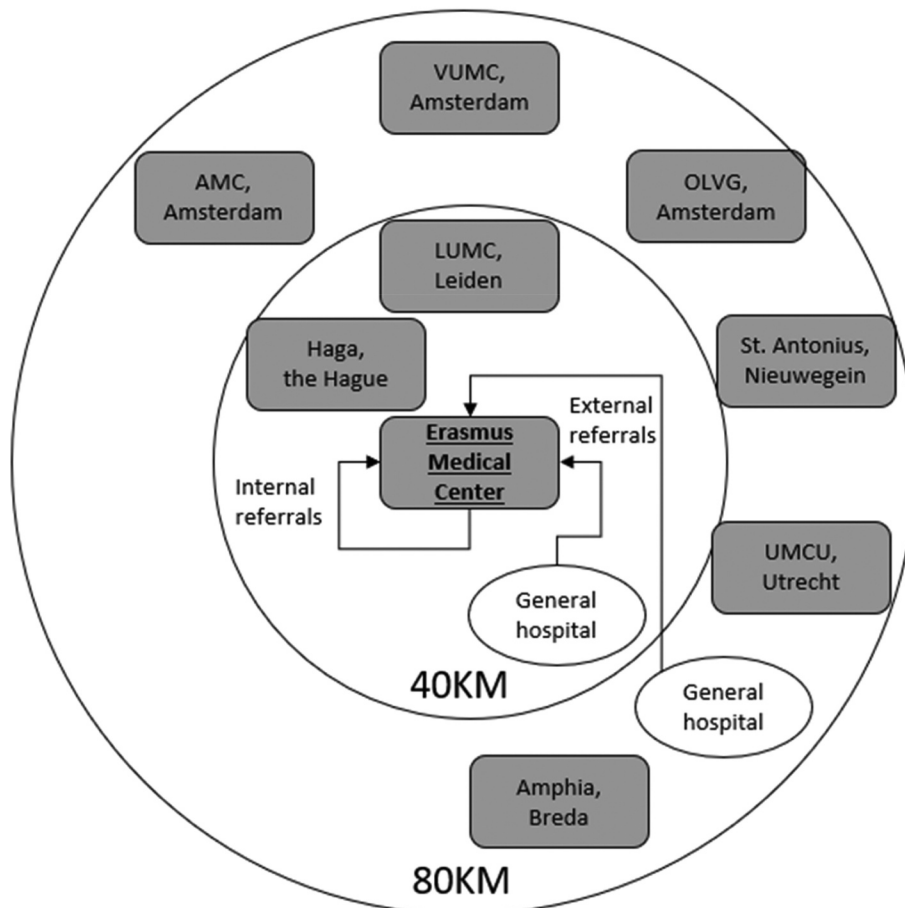 VUMC,
Amsterdam
AMC,
Amsterdam
OLVG,
Amsterdam
LUMC,
Leiden
Haga,
the Hague
St. Antonius,
Nieuwegein
External
referrals
Erasmus
Medical
Center
Internal
referrals
UMCU,
Utrecht
General
hospital
40KM
General
hospital
Amphia,
Breda
80KM